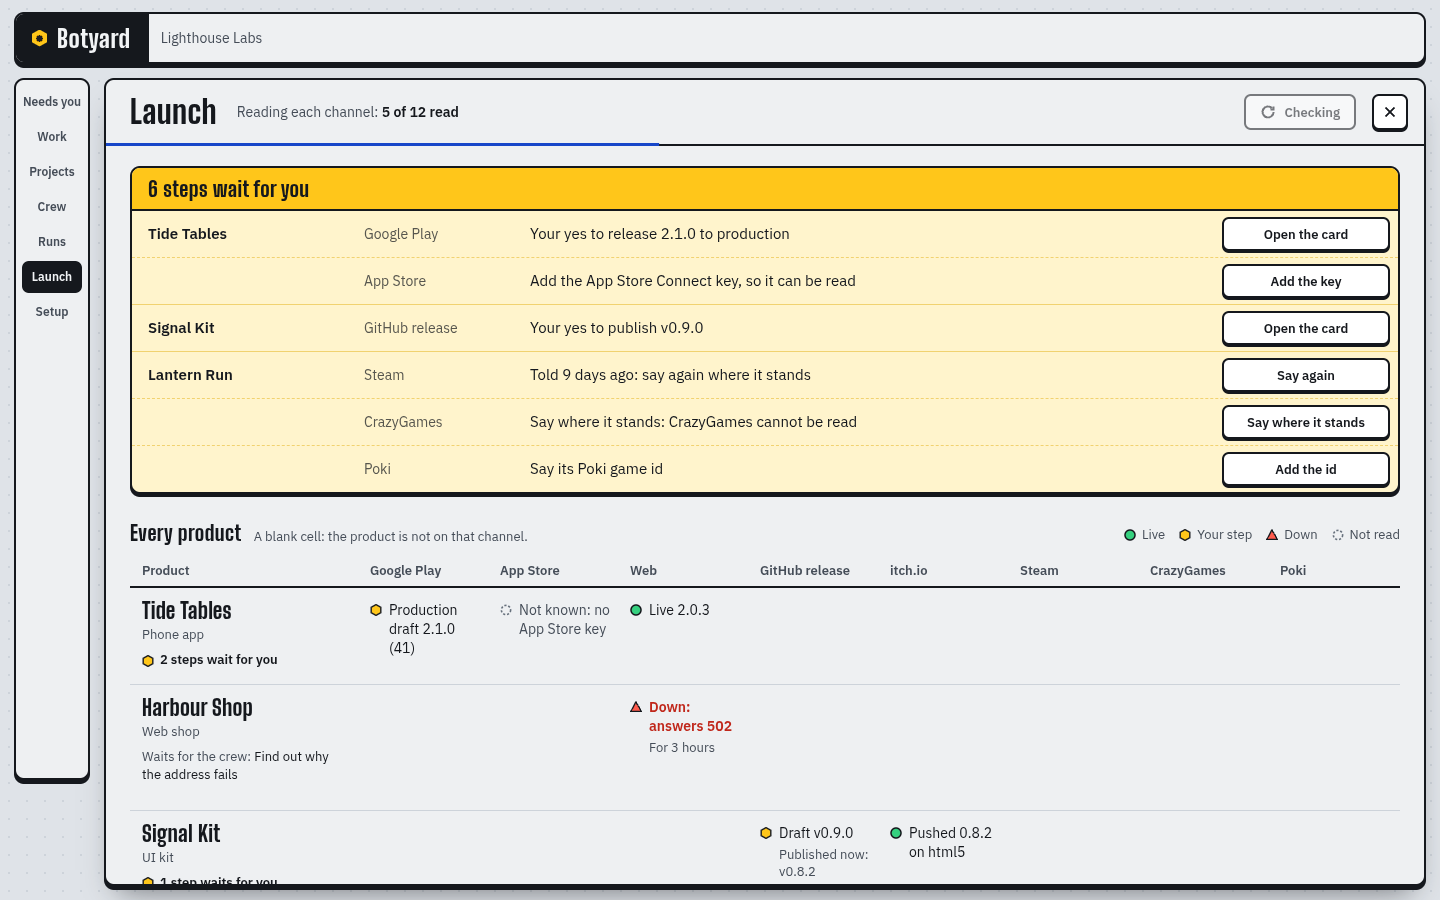 Botyard
Lighthouse Labs
Needs you
Work
Projects
Crew
Runs
Launch
Setup
Launch
Reading each channel: 5 of 12 read
Checking
6 steps wait for you
Tide Tables
Google Play
Your yes to release 2.1.0 to production
Open the card
App Store
Add the App Store Connect key, so it can be read
Add the key
Signal Kit
GitHub release
Your yes to publish v0.9.0
Open the card
Lantern Run
Steam
Told 9 days ago: say again where it stands
Say again
CrazyGames
Say where it stands: CrazyGames cannot be read
Say where it stands
Poki
Say its Poki game id
Add the id
Every product
A blank cell: the product is not on that channel.
Live
Your step
Down
Not read
Product
Google Play
App Store
Web
GitHub release
itch.io
Steam
CrazyGames
Poki
Tide Tables
Phone app
2 steps wait for you
Production
draft 2.1.0
(41)
Not known: no
App Store key
Live 2.0.3
Harbour Shop
Web shop
Waits for the crew: Find out why
the address fails
Down:
answers 502
For 3 hours
Signal Kit
UI kit
1 step waits for you
Draft v0.9.0
Published now:
v0.8.2
Pushed 0.8.2
on html5